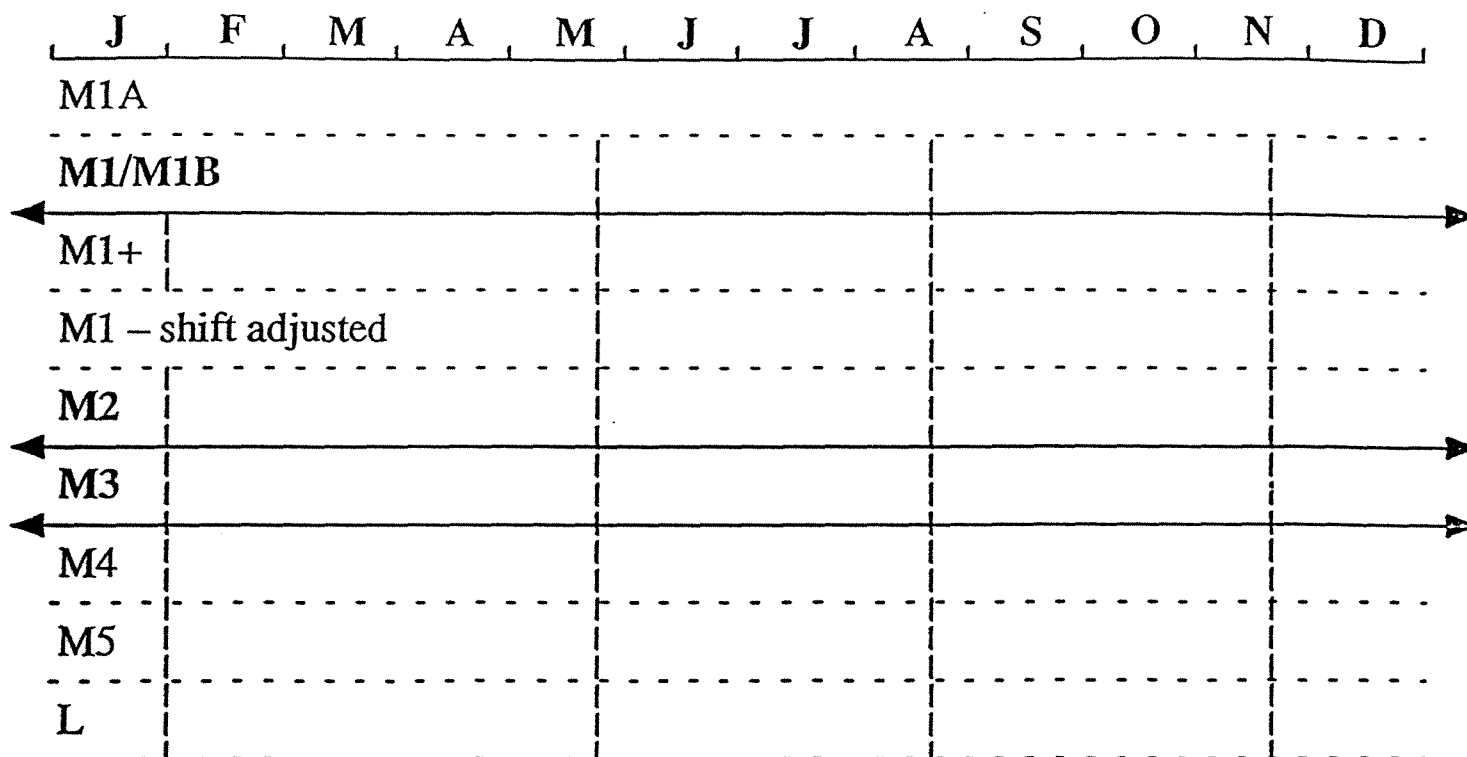 J F M A M J J A S O N D
M1A
M1/M1B
M1+
M1 – shift adjusted
M2
M3
M4
M5
L